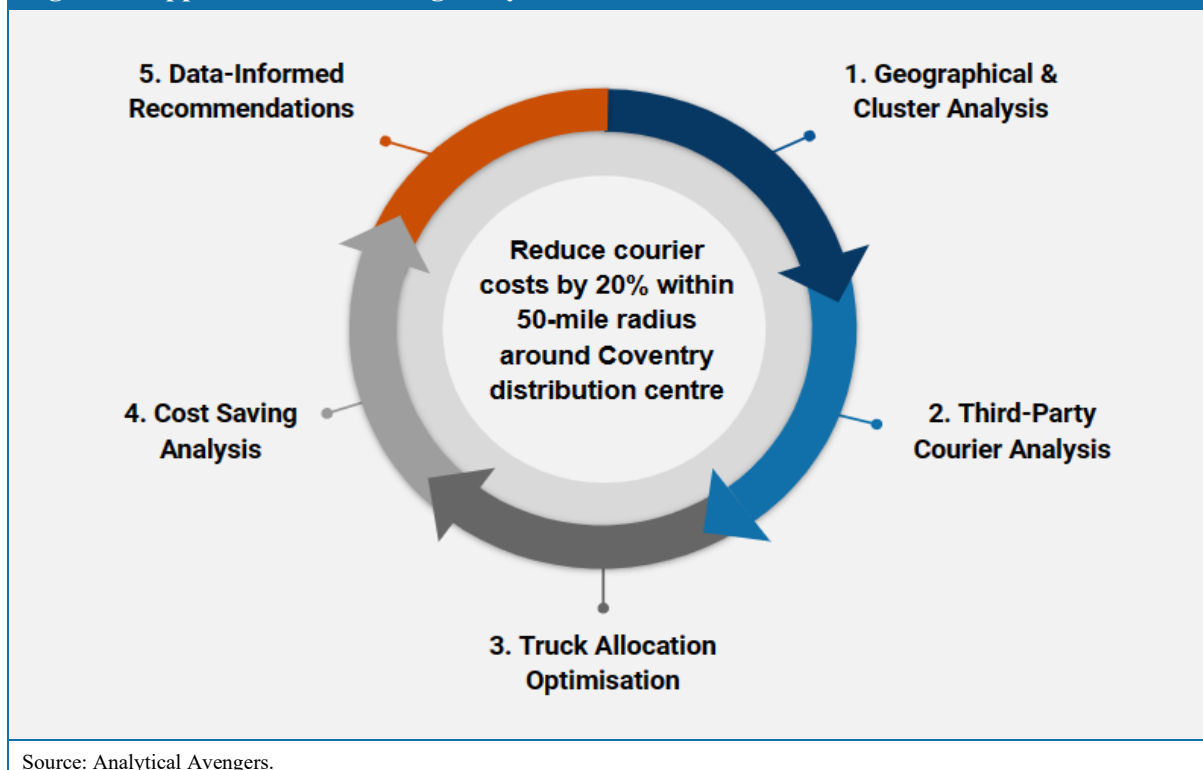 5. Data-Informed
Recommendations
1. Geographical &
Cluster Analysis
Reduce courier
costs by 20% within
50-mile radius
around Coventry
distribution centre
4. Cost Saving
Analysis
2. Third-Party
Courier Analysis
3. Truck Allocation
Optimisation
Source: Analytical Avengers.